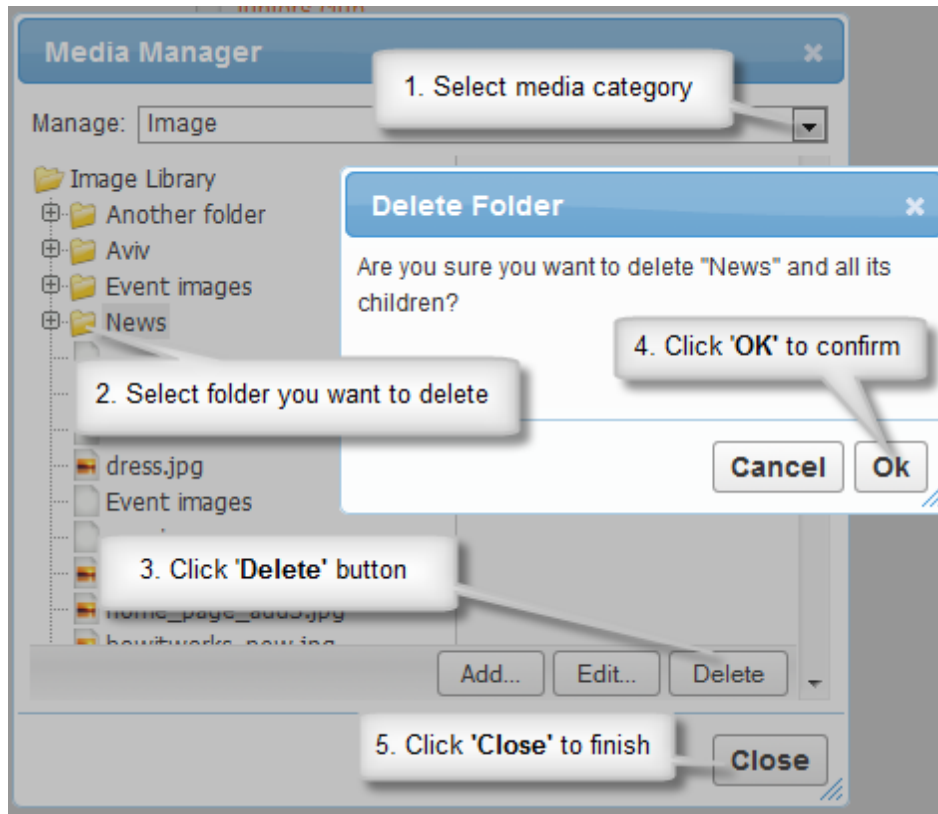 Media Manager
1. Select media category
Manage: Image
Image Library
Another folder
Aviv
Event images
News
Delete Folder
Are you sure you want to delete "News" and all its
children?
4. Click 'OK' to confirm
Cancel Ok
2. Select folder you want to delete
dress.jpg
Event images
3. Click 'Delete' button
howitworks_new.jpg
Add... Edit... Delete
5. Click 'Close' to finish
Close